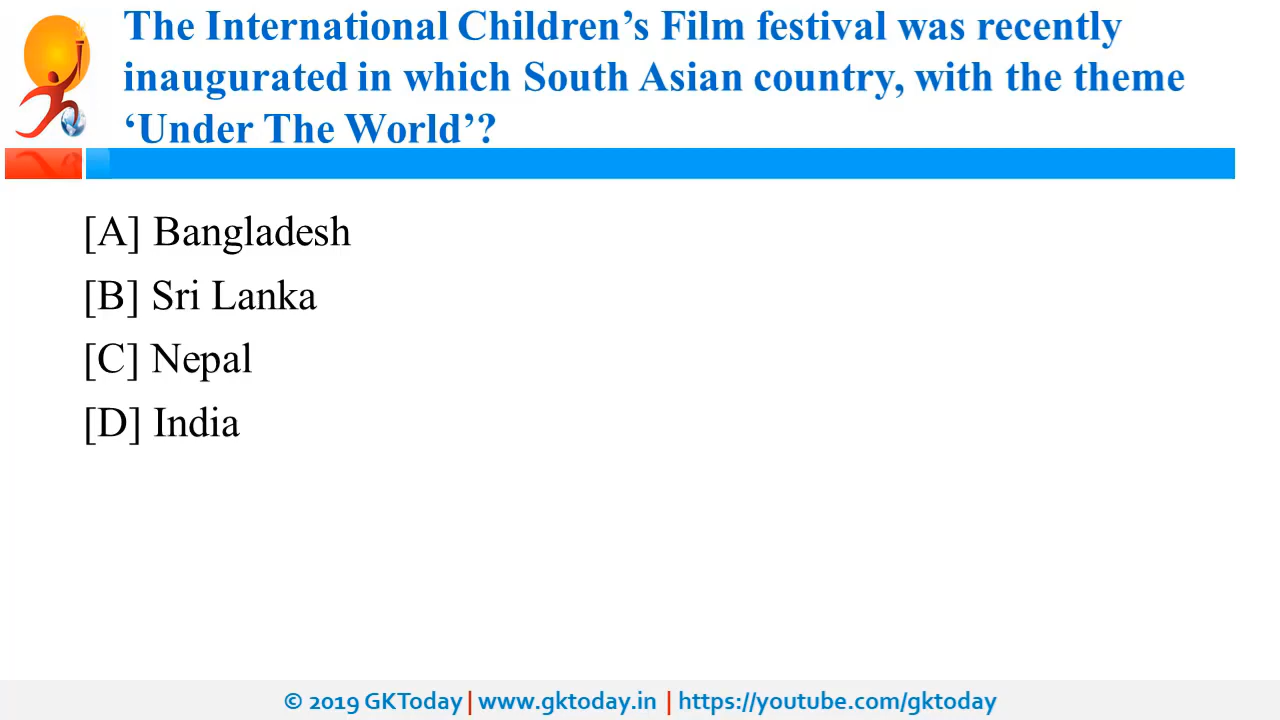 The International Children’s Film festival was recently
inaugurated in which South Asian country, with the theme
‘Under The World’?
[A] Bangladesh
[B] Sri Lanka
[C] Nepal
[D] India
© 2019 GKToday | www.gktoday.in | https://youtube.com/gktoday